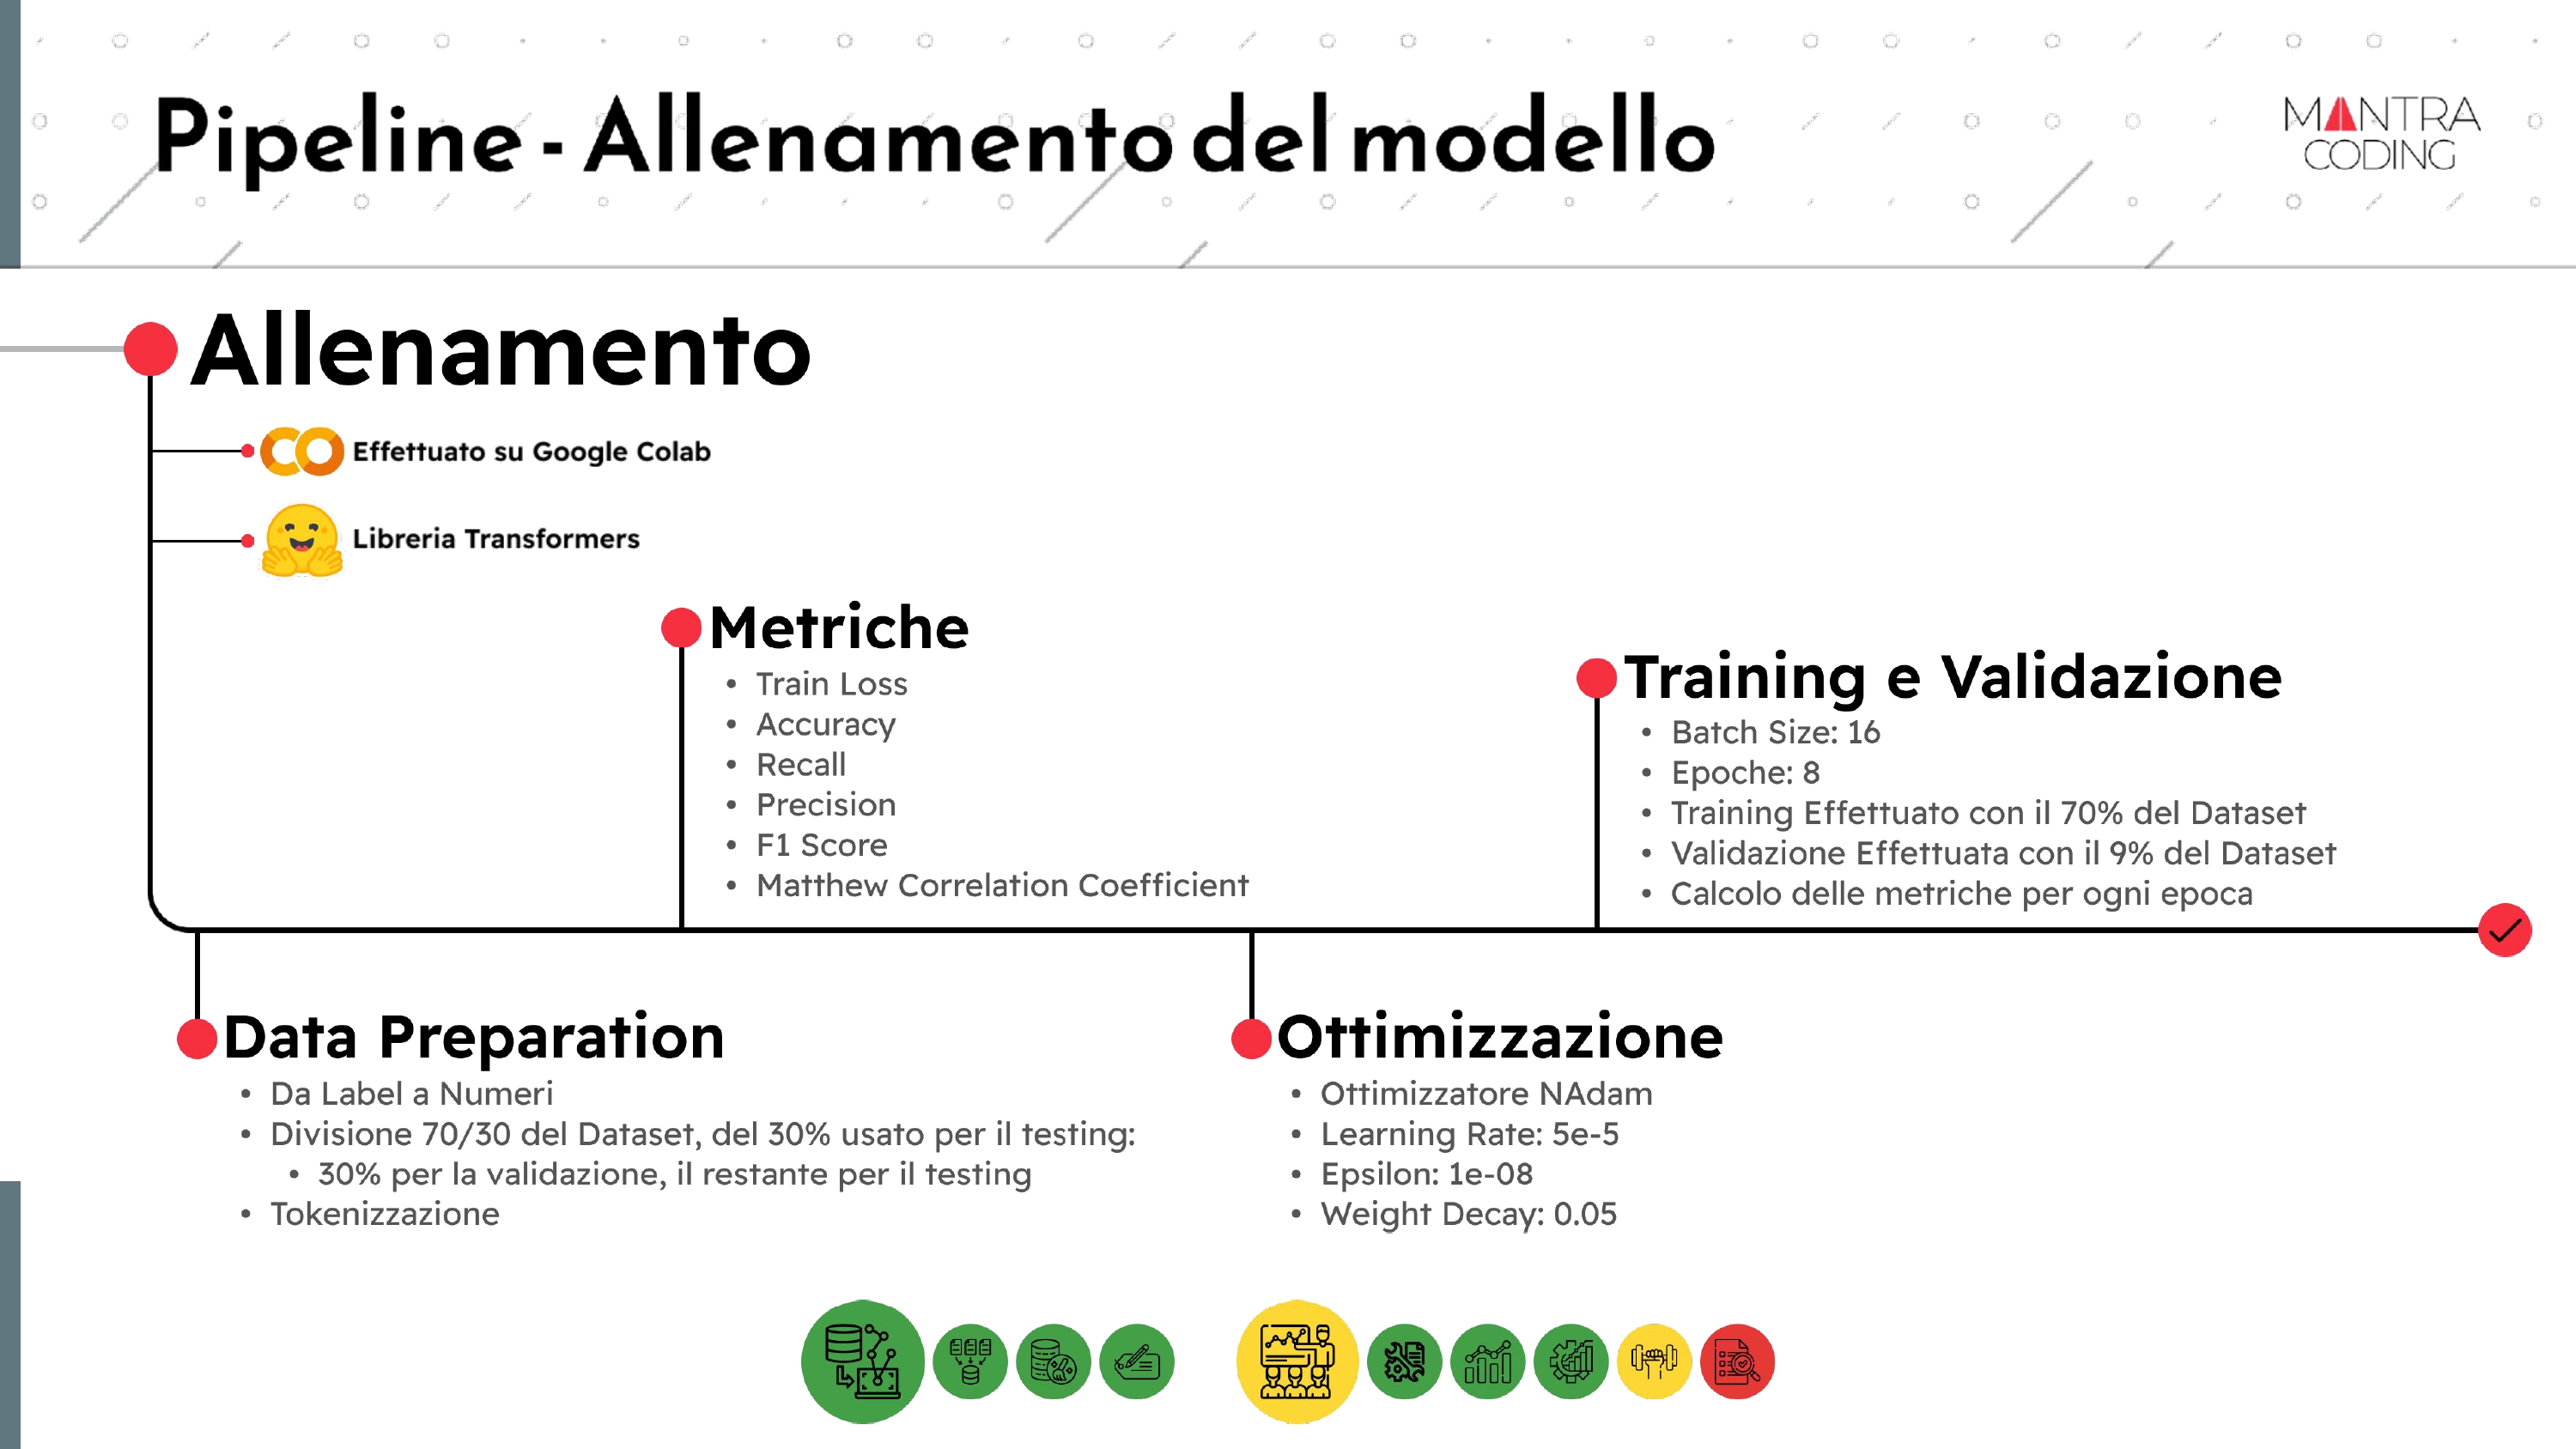 Pipeline - Allenamento del modello
MANTRA
CODING
Allenamento
Effettuato su Google Colab
Libreria Transformers
Metriche
• Train Loss
• Accuracy
• Recall
• Precision
• F1 Score
• Matthew Correlation Coefficient
Training e Validazione
• Batch Size: 16
• Epoche: 8
• Training Effettuato con il 70% del Dataset
• Validazione Effettuata con il 9% del Dataset
• Calcolo delle metriche per ogni epoca
Data Preparation
• Da Label a Numeri
• Divisione 70/30 del Dataset, del 30% usato per il testing:
• 30% per la validazione, il restante per il testing
• Tokenizzazione
Ottimizzazione
• Ottimizzatore NAdam
• Learning Rate: 5e-5
• Epsilon: 1e-08
• Weight Decay: 0.05